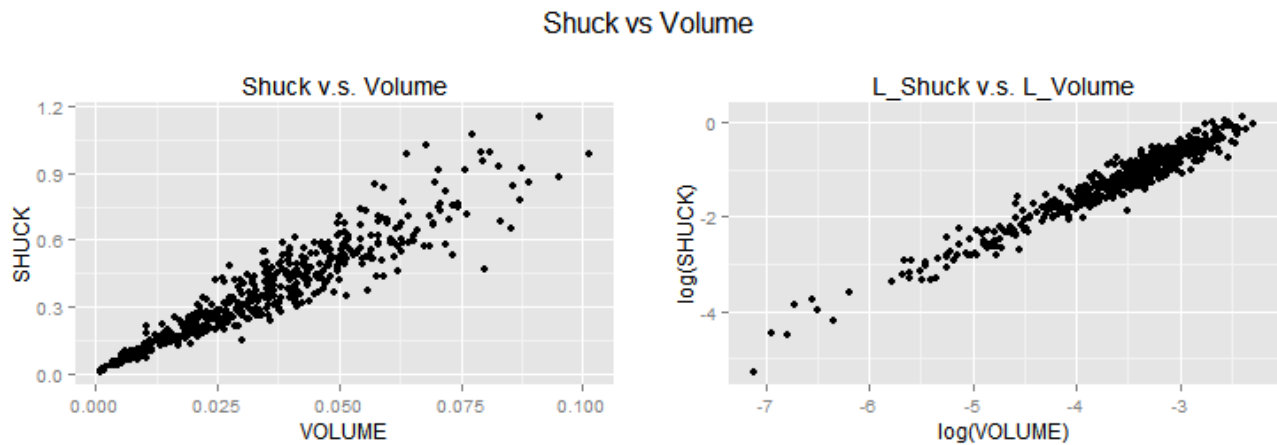 Shuck vs Volume
Shuck v.s. Volume
1.2
0.9
0.6
0.3
0.0
SHUCK
0.000 0.025 0.050 0.075 0.100
VOLUME
L_Shuck v.s. L_Volume
0
-2
-4
log(SHUCK)
-7 -6 -5 -4 -3
log(VOLUME)